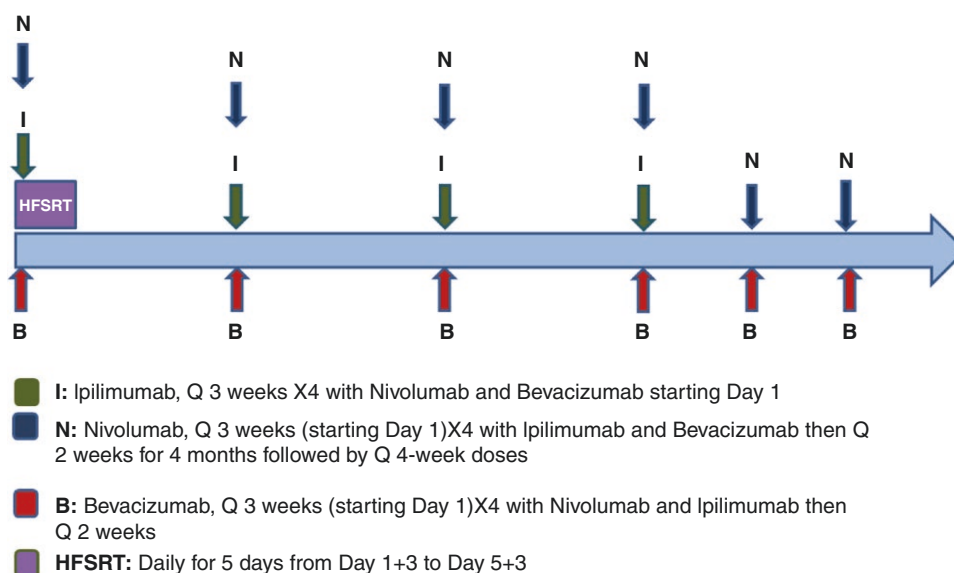 N
N
N
N
I
I
I
I
N
N
HFSRT
B
B
B
B
B
B
I: Ipilimumab, Q 3 weeks X4 with Nivolumab and Bevacizumab starting Day 1
N: Nivolumab, Q 3 weeks (starting Day 1)X4 with Ipilimumab and Bevacizumab then Q
2 weeks for 4 months followed by Q 4-week doses
B: Bevacizumab, Q 3 weeks (starting Day 1)X4 with Nivolumab and Ipilimumab then
Q 2 weeks
HFSRT: Daily for 5 days from Day 1+3 to Day 5+3